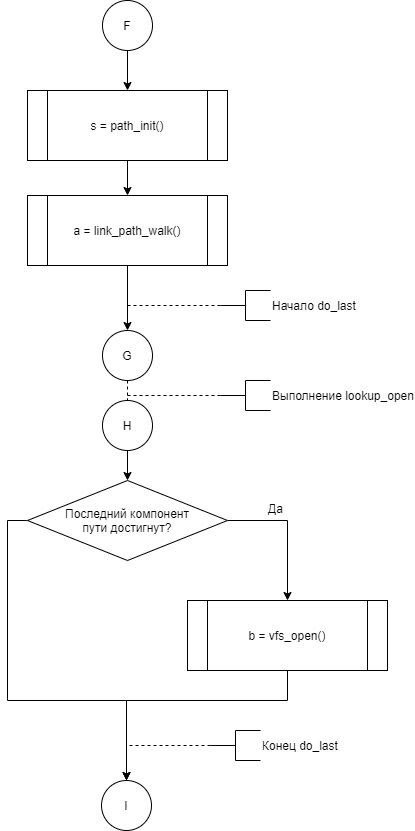 F
s = path_init()
a = link_path_walk()
Начало do_last
G
Выполнение lookup_open
H
Последний компонент
пути достигнут?
Да
b = vfs_open()
Конец do_last
I